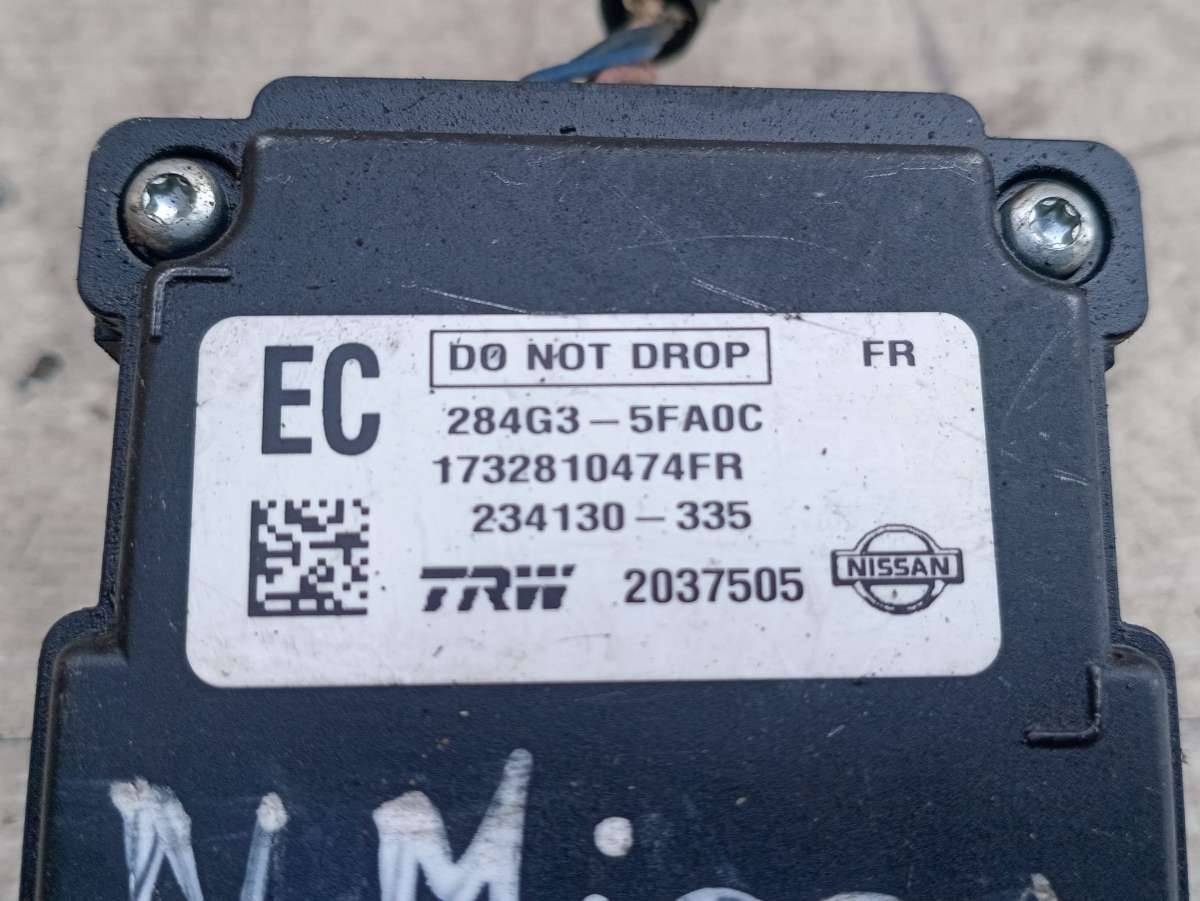 EC
DO NOT DROP
FR
284G3-5FA0C
1732810474FR
234130-335
TRW 2037505 NISSAN